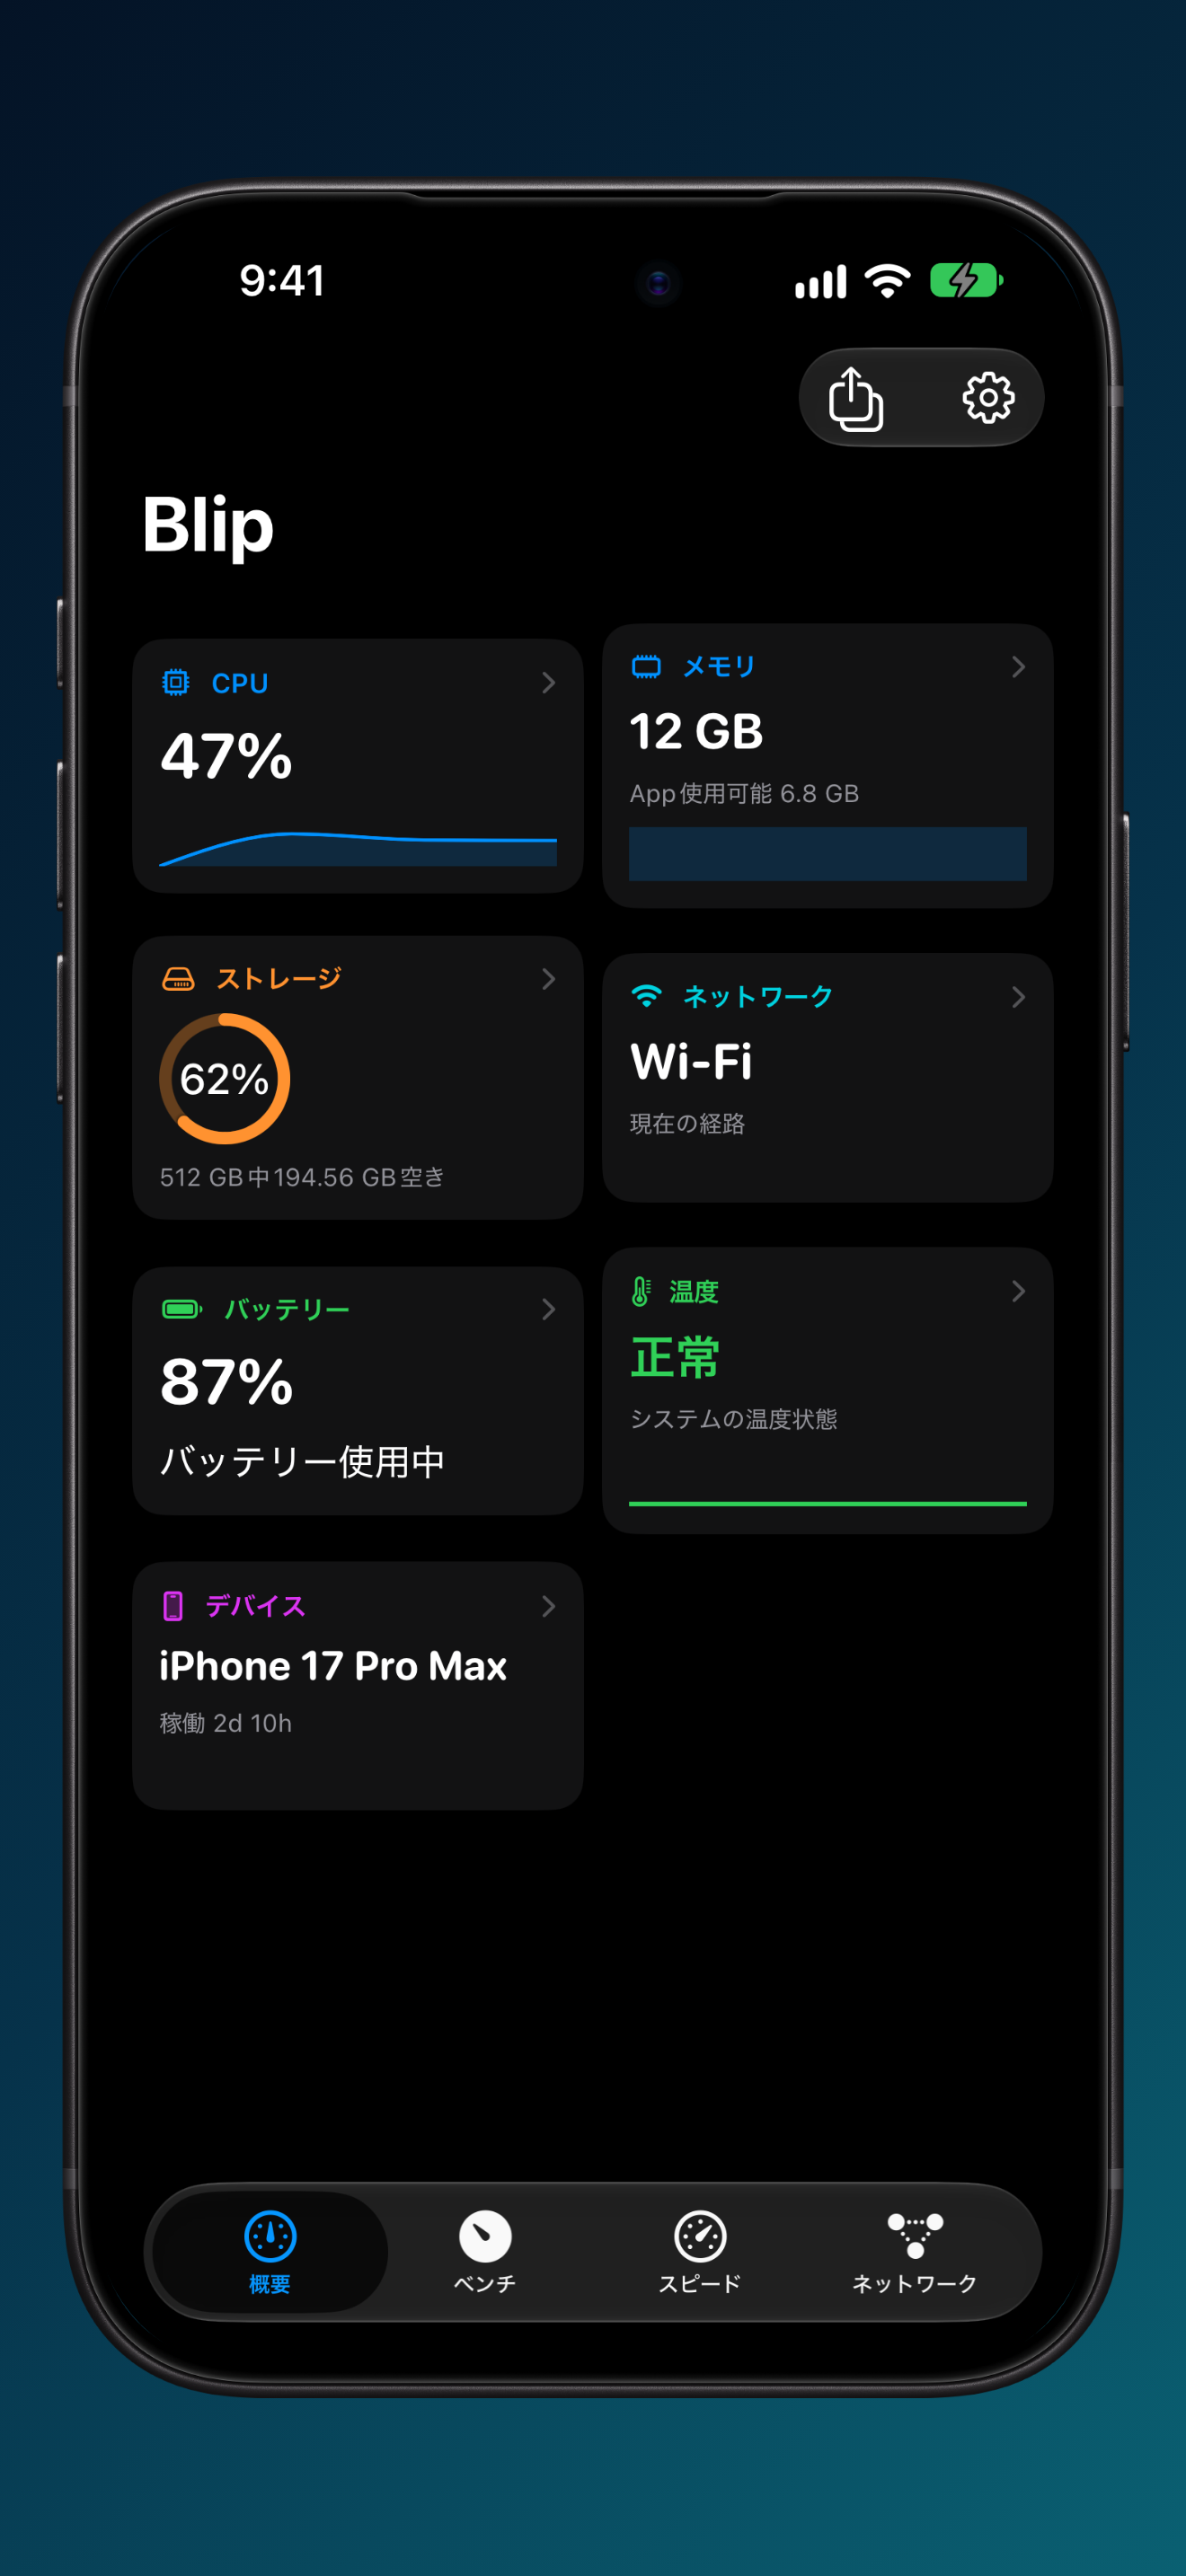 9:41
Blip
CPU
47%
メモリ
12 GB
App使用可能 6.8 GB
ストレージ
62%
512 GB中194.56 GB空き
ネットワーク
Wi-Fi
現在の経路
バッテリー
87%
バッテリー使用中
温度
正常
システムの温度状態
デバイス
iPhone 17 Pro Max
稼働 2d 10h
概要
ベンチ
スピード
ネットワーク